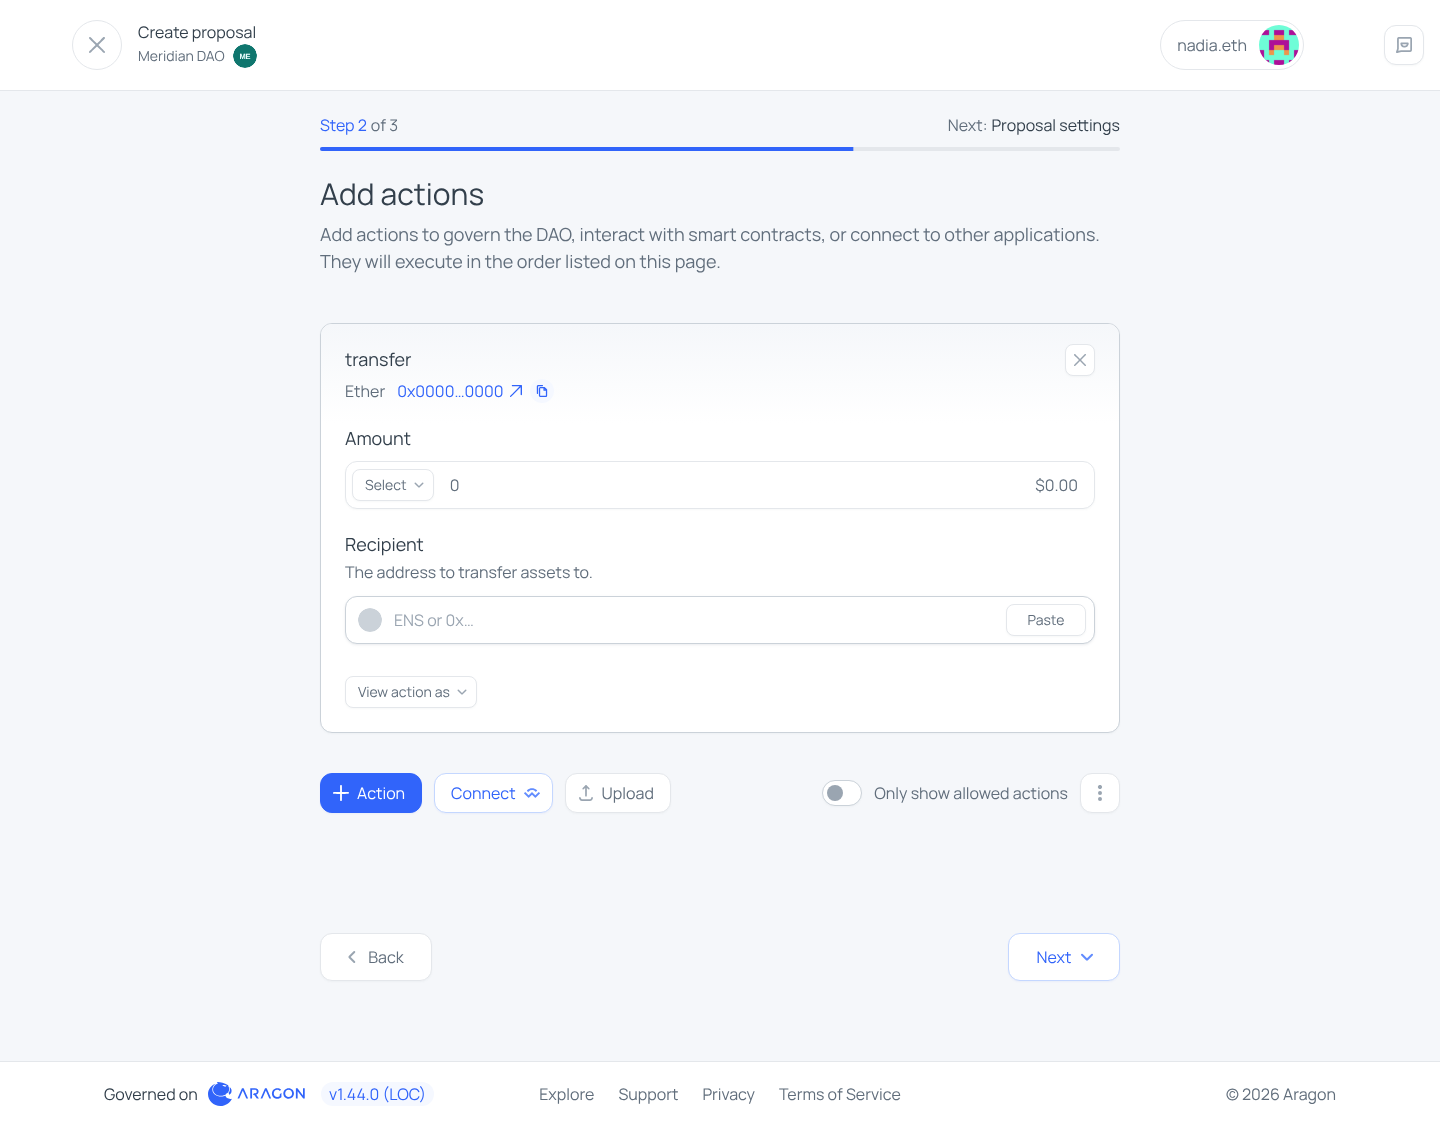 Create proposal
Meridian DAO ME
nadia.eth
Step 2 of 3
Next: Proposal settings
Add actions
Add actions to govern the DAO, interact with smart contracts, or connect to other applications.
They will execute in the order listed on this page.
transfer
Ether 0x0000…0000
Amount
Select 0 $0.00
Recipient
The address to transfer assets to.
ENS or 0x… Paste
View action as
Action Connect Upload Only show allowed actions
Back Next
Governed on ARAGON v1.44.0 (LOC) Explore Support Privacy Terms of Service © 2026 Aragon